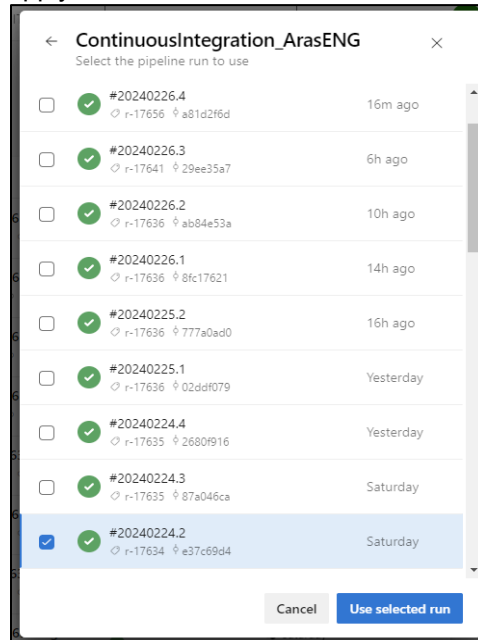 ContinuousIntegration_ArasENG
Select the pipeline run to use
#20240226.4
r-17656 a81d2f6d
16m ago
#20240226.3
r-17641 29ee35a7
6h ago
#20240226.2
r-17636 ab84e53a
10h ago
#20240226.1
r-17636 8fc17621
14h ago
#20240225.2
r-17636 777a0ad0
16h ago
#20240225.1
r-17636 02ddf079
Yesterday
#20240224.4
r-17635 2680f916
Yesterday
#20240224.3
r-17635 87a046ca
Saturday
#20240224.2
r-17634 e37c69d4
Saturday
Cancel
Use selected run